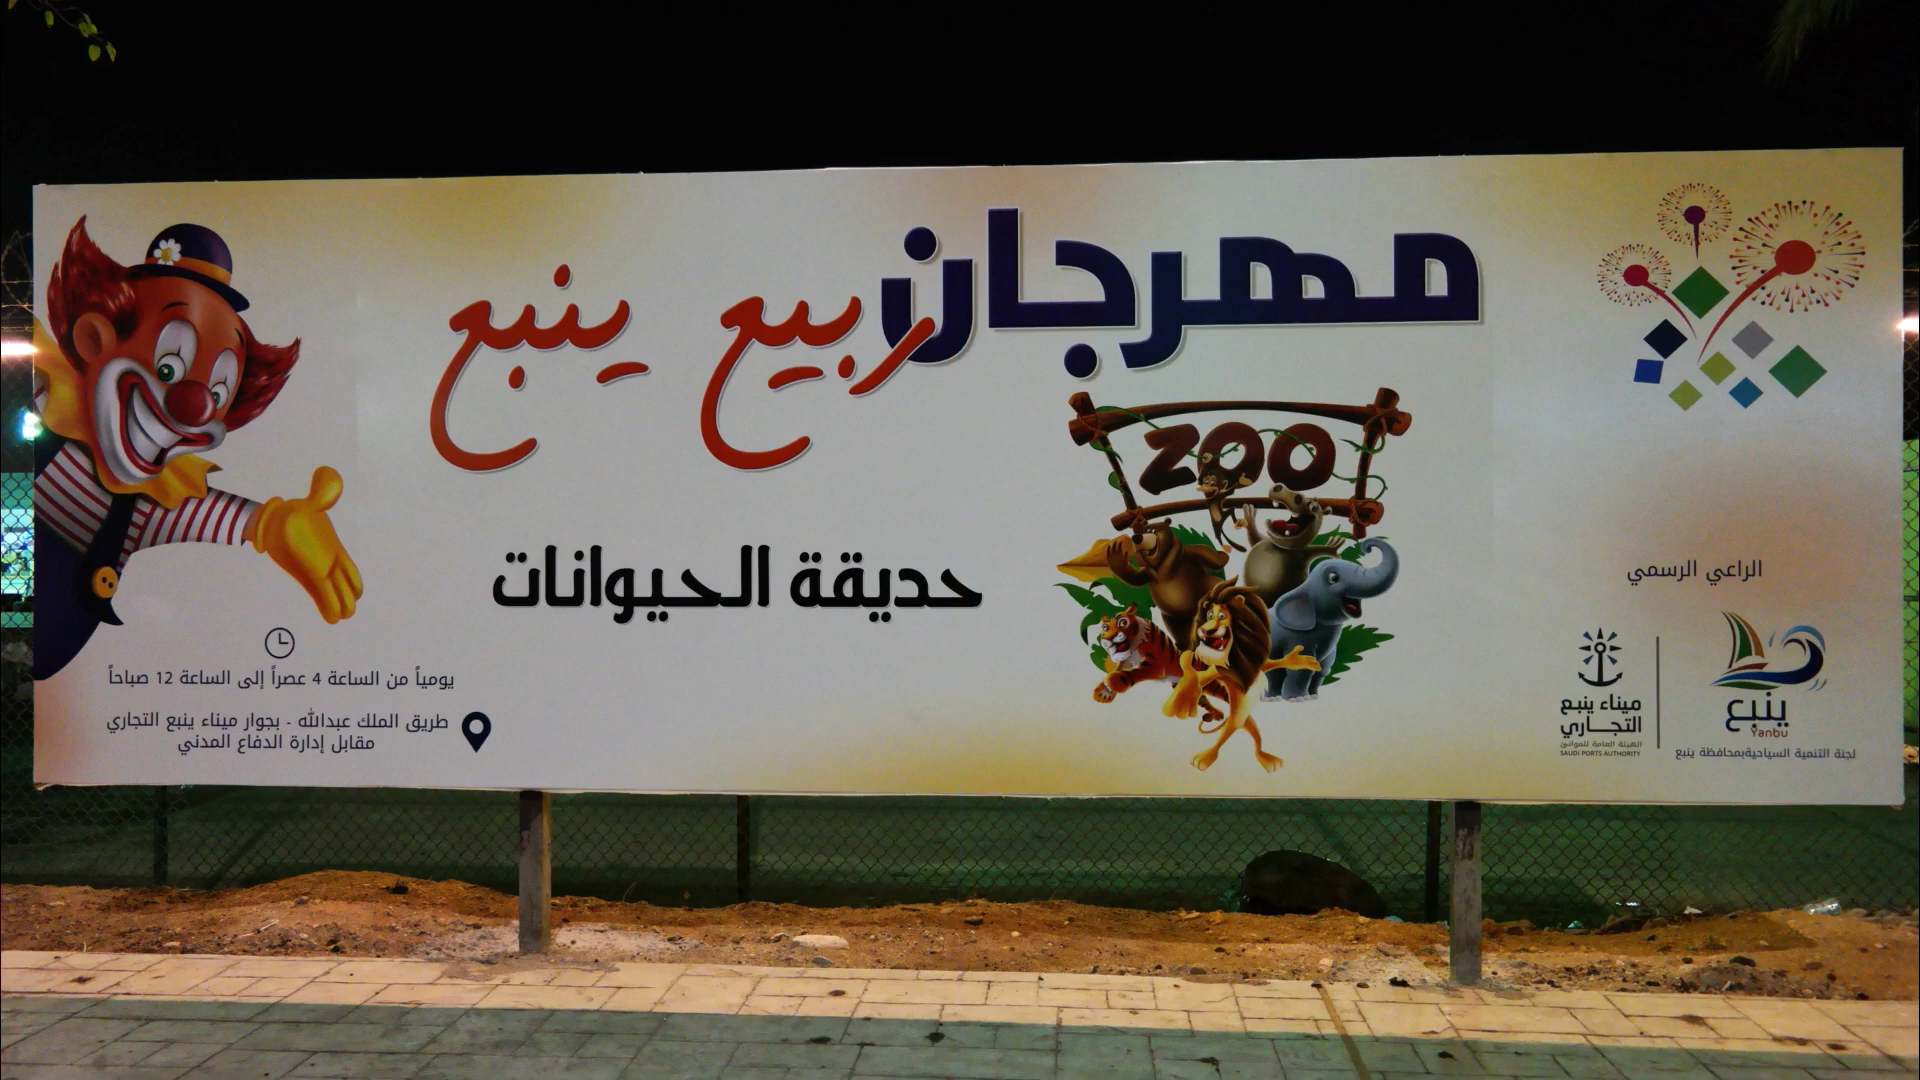 مهرجان
ربيع ينبع
ZOO
حديقة الحيوانات
الراعي الرسمي
ينبع
Yanbu
لجنة التنمية السياحية بمحافظة ينبع
ميناء ينبع
التجاري
الهيئة العامة للموانئ
SAUDI PORTS AUTHORITY
يومياً من الساعة 4 عصراً إلى الساعة 12 صباحاً
طريق الملك عبدالله - بجوار ميناء ينبع التجاري
مقابل إدارة الدفاع المدني